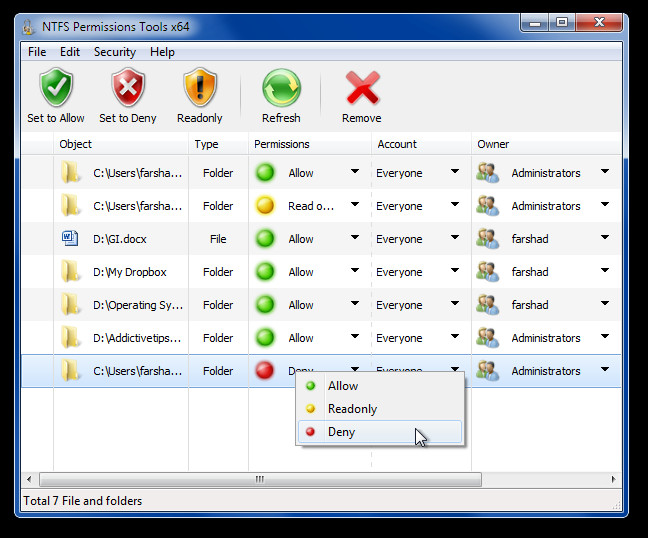 NTFS Permissions Tools x64
File Edit Security Help
Set to Allow Set to Deny Readonly Refresh Remove
Object Type Permissions Account Owner
C:\Users\farsha... Folder Allow Everyone Administrators
C:\Users\farsha... Folder Read o... Everyone Administrators
D:\GI.docx File Allow Everyone farshad
D:\My Dropbox Folder Allow Everyone farshad
D:\Operating Sy... Folder Allow Everyone farshad
D:\Addictivetips... Folder Allow Everyone Administrators
C:\Users\farsha... Folder Deny Everyone Administrators
Allow
Readonly
Deny
Total 7 File and folders